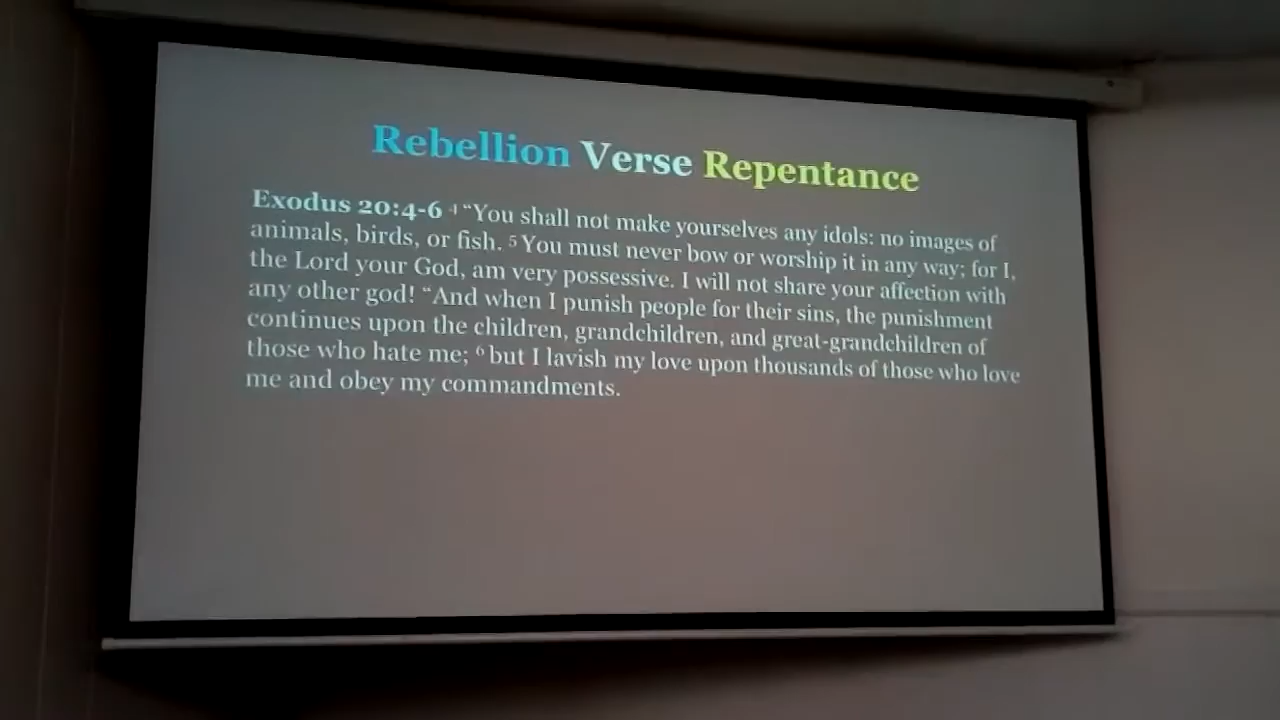 Rebellion Verse Repentance
Exodus 20:4-6 ⁴ “You shall not make yourselves any idols: no images of
animals, birds, or fish. ⁵ You must never bow or worship it in any way; for I,
the Lord your God, am very possessive. I will not share your affection with
any other god! “And when I punish people for their sins, the punishment
continues upon the children, grandchildren, and great-grandchildren of
those who hate me; ⁶ but I lavish my love upon thousands of those who love
me and obey my commandments.